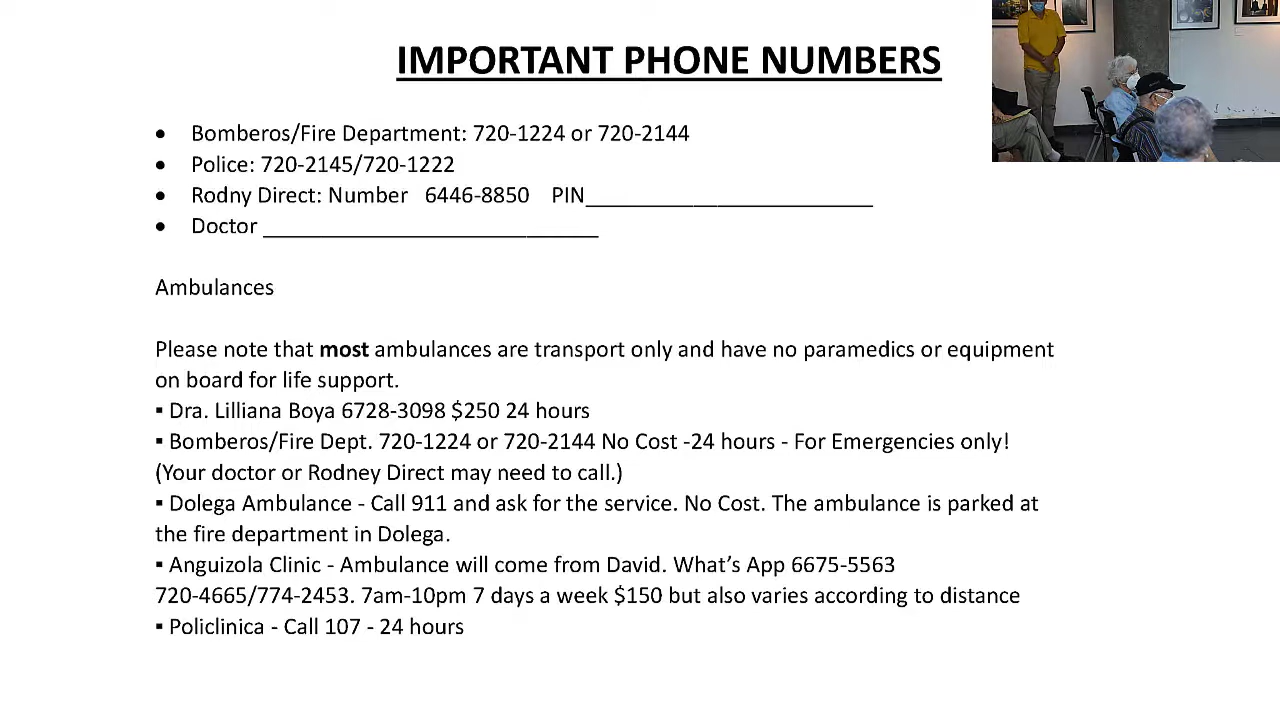 IMPORTANT PHONE NUMBERS
• Bomberos/Fire Department: 720-1224 or 720-2144
• Police: 720-2145/720-1222
• Rodny Direct: Number 6446-8850 PIN________________________
• Doctor ____________________________
Ambulances
Please note that most ambulances are transport only and have no paramedics or equipment
on board for life support.
▪ Dra. Lilliana Boya 6728-3098 $250 24 hours
▪ Bomberos/Fire Dept. 720-1224 or 720-2144 No Cost -24 hours - For Emergencies only!
(Your doctor or Rodney Direct may need to call.)
▪ Dolega Ambulance - Call 911 and ask for the service. No Cost. The ambulance is parked at
the fire department in Dolega.
▪ Anguizola Clinic - Ambulance will come from David. What’s App 6675-5563
720-4665/774-2453. 7am-10pm 7 days a week $150 but also varies according to distance
▪ Policlinica - Call 107 - 24 hours